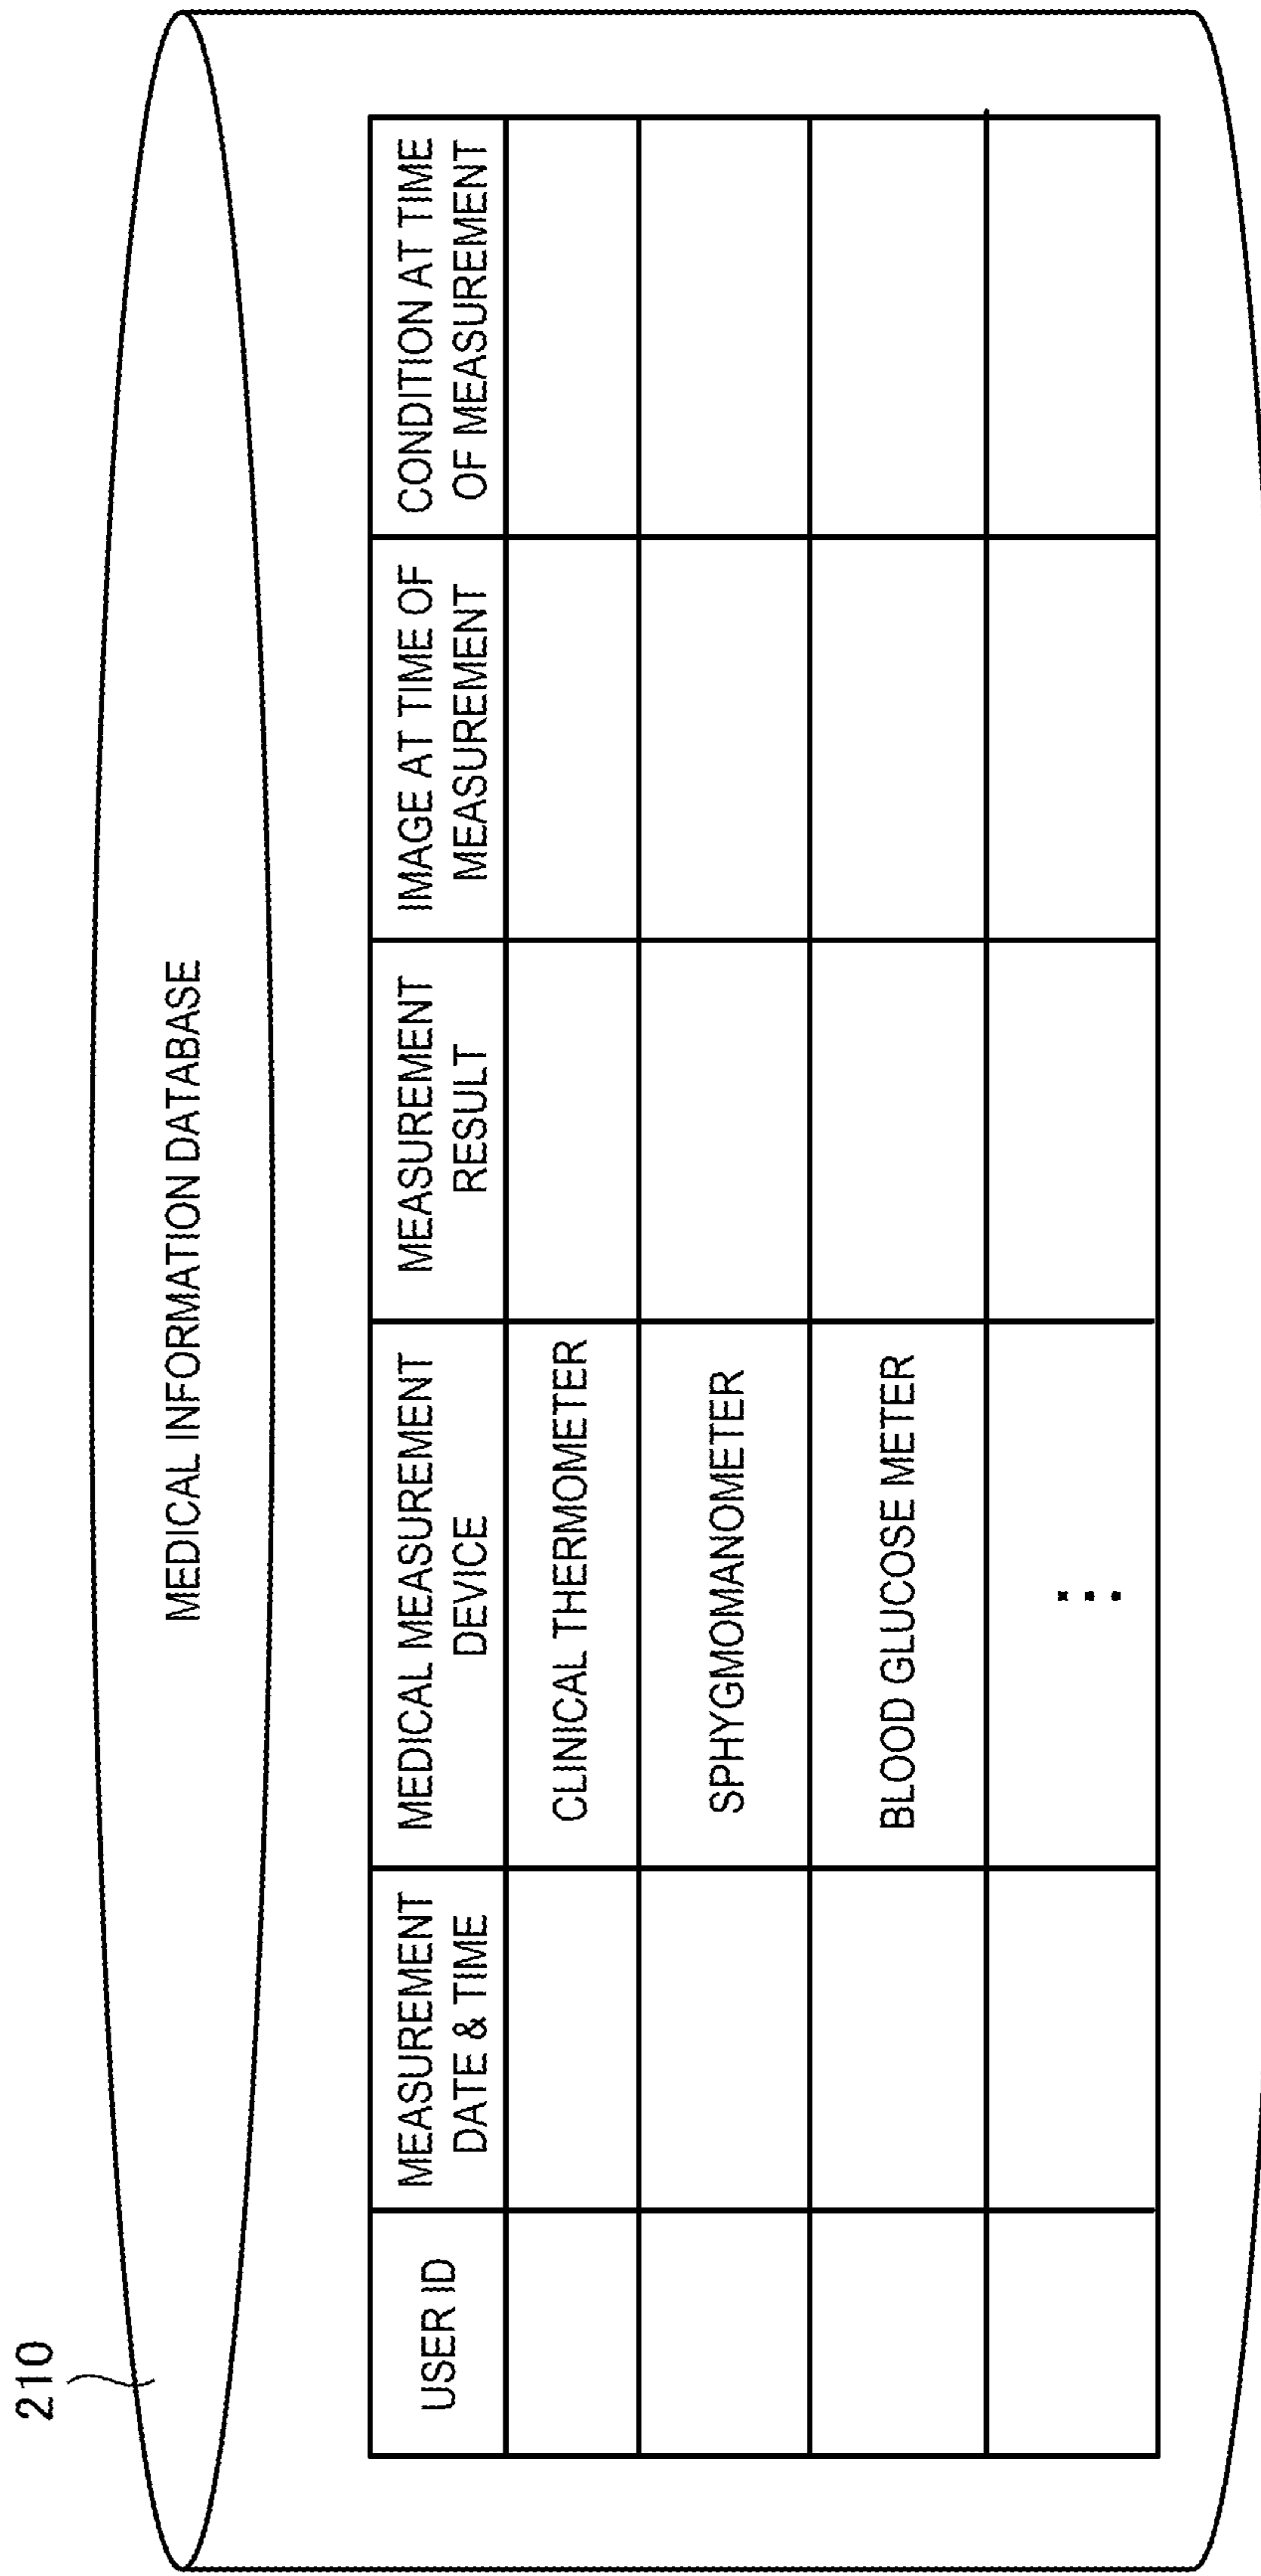 210
MEDICAL INFORMATION DATABASE
USER ID
MEASUREMENT
DATE & TIME
MEDICAL MEASUREMENT
DEVICE
MEASUREMENT
RESULT
IMAGE AT TIME OF
MEASUREMENT
CONDITION AT TIME
OF MEASUREMENT
CLINICAL THERMOMETER
SPHYGMOMANOMETER
BLOOD GLUCOSE METER
⋮